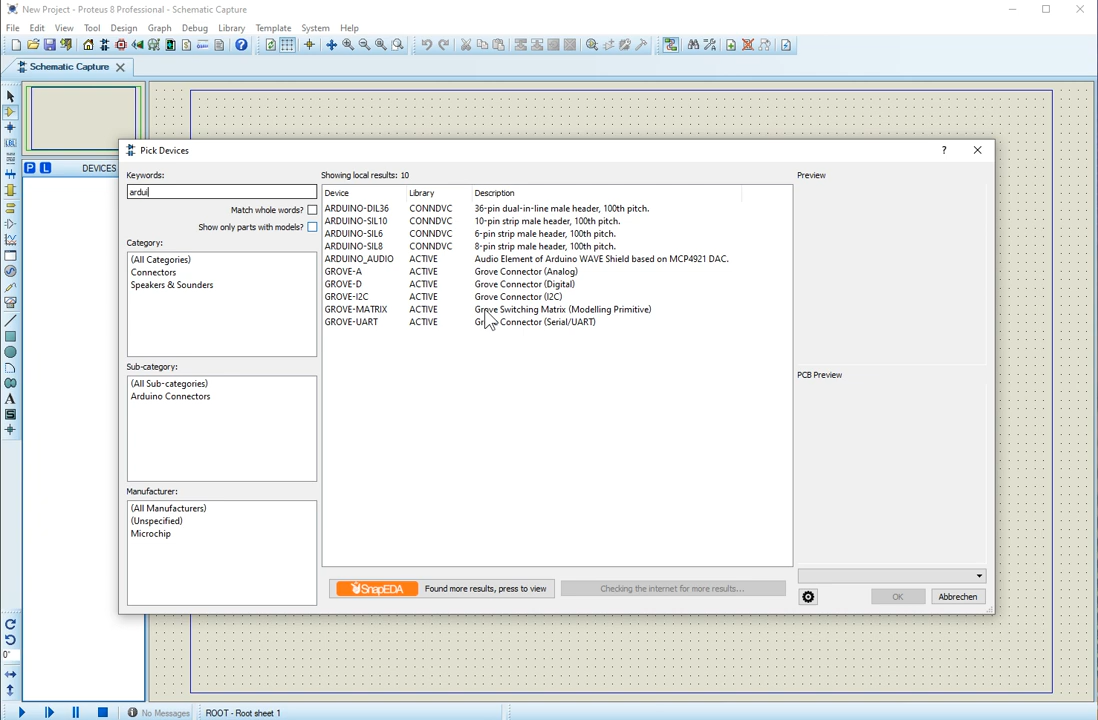 New Project - Proteus 8 Professional - Schematic Capture
File Edit View Tool Design Graph Debug Library Template System Help
Schematic Capture
P L DEVICES
LBL
Pick Devices
Keywords:
ardui
Match whole words?
Show only parts with models?
Category:
(All Categories)
Connectors
Speakers & Sounders
Sub-category:
(All Sub-categories)
Arduino Connectors
Manufacturer:
(All Manufacturers)
(Unspecified)
Microchip
Showing local results: 10
Device Library Description
ARDUINO-DIL36 CONNDVC 36-pin dual-in-line male header, 100th pitch.
ARDUINO-SIL10 CONNDVC 10-pin strip male header, 100th pitch.
ARDUINO-SIL6 CONNDVC 6-pin strip male header, 100th pitch.
ARDUINO-SIL8 CONNDVC 8-pin strip male header, 100th pitch.
ARDUINO_AUDIO ACTIVE Audio Element of Arduino WAVE Shield based on MCP4921 DAC.
GROVE-A ACTIVE Grove Connector (Analog)
GROVE-D ACTIVE Grove Connector (Digital)
GROVE-I2C ACTIVE Grove Connector (I2C)
GROVE-MATRIX ACTIVE Grove Switching Matrix (Modelling Primitive)
GROVE-UART ACTIVE Grove Connector (Serial/UART)
SnapEDA Found more results, press to view
Checking the internet for more results...
Preview
PCB Preview
OK Abbrechen
A
S
0°
No Messages ROOT - Root sheet 1